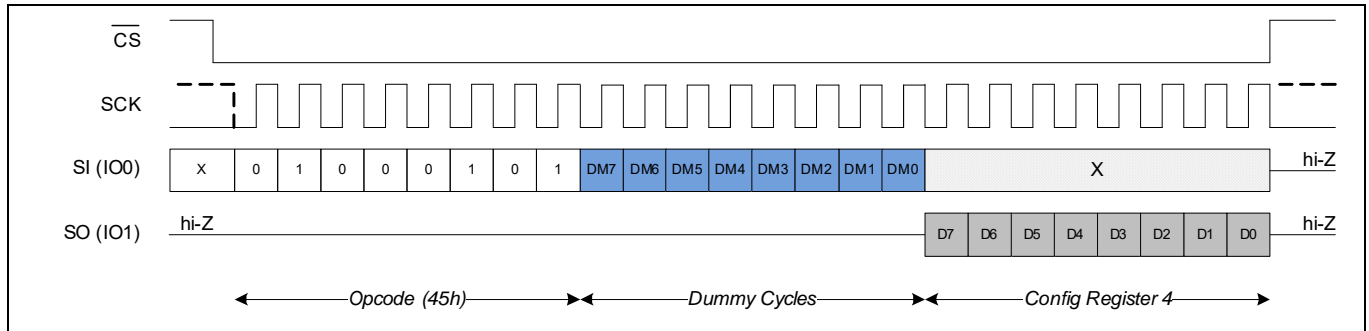 CS
SCK
SI (IO0) X 0 1 0 0 0 1 0 1 DM7 DM6 DM5 DM4 DM3 DM2 DM1 DM0 X hi-Z
SO (IO1) hi-Z D7 D6 D5 D4 D3 D2 D1 D0 hi-Z
Opcode (45h) Dummy Cycles Config Register 4